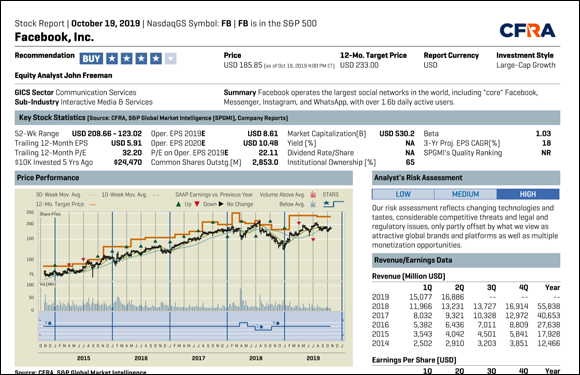 Stock Report | October 19, 2019 | NasdaqGS Symbol: FB | FB is in the S&P 500
Facebook, Inc.
CFRA
Recommendation BUY
Price USD 185.85 [as of Oct 18, 2019 4:00 PM ET]
12-Mo. Target Price USD 233.00
Report Currency USD
Investment Style Large-Cap Growth
Equity Analyst John Freeman
GICS Sector Communication Services
Sub-Industry Interactive Media & Services
Summary Facebook operates the largest social networks in the world, including "core" Facebook,
Messenger, Instagram, and WhatsApp, with over 1.6b daily active users.
Key Stock Statistics [Source: CFRA, S&P Global Market Intelligence [SPGMI], Company Reports]
52-Wk Range USD 208.66 - 123.02 Oper. EPS 2019E USD 8.61 Market Capitalization[B] USD 530.2 Beta 1.03
Trailing 12-Month EPS USD 5.91 Oper. EPS 2020E USD 10.48 Yield [%] NA 3-Yr Proj. EPS CAGR[%] 18
Trailing 12-Month P/E 32.20 P/E on Oper. EPS 2019E 22.11 Dividend Rate/Share NA SPGMI's Quality Ranking NR
$10K Invested 5 Yrs Ago $24,470 Common Shares Outstg.[M] 2,853.0 Institutional Ownership [%] 65
Price Performance
30-Week Mov. Avg. 10-Week Mov. Avg. GAAP Earnings vs. Previous Year Volume Above Avg. STARS
12-Mo. Target Price Up Down No Change Below Avg.
Share Price
250
200
150
100
75
Vol.[Mln]
300
200
100
2015 2016 2017 2018 2019
Source: CFRA, S&P Global Market Intelligence
Analyst's Risk Assessment
LOW MEDIUM HIGH
Our risk assessment reflects changing technologies and
tastes, considerable competitive threats and legal and
regulatory issues, only partly offset by what we view as
attractive global brands and platforms as well as multiple
monetization opportunities.
Revenue/Earnings Data
Revenue [Million USD]
1Q 2Q 3Q 4Q Year
2019 15,077 16,886 -- -- --
2018 11,966 13,231 13,727 16,914 55,838
2017 8,032 9,321 10,328 12,972 40,653
2016 5,382 6,436 7,011 8,809 27,638
2015 3,543 4,042 4,501 5,841 17,928
2014 2,502 2,910 3,203 3,851 12,466
Earnings Per Share [USD]
1Q 2Q 3Q 4Q Year